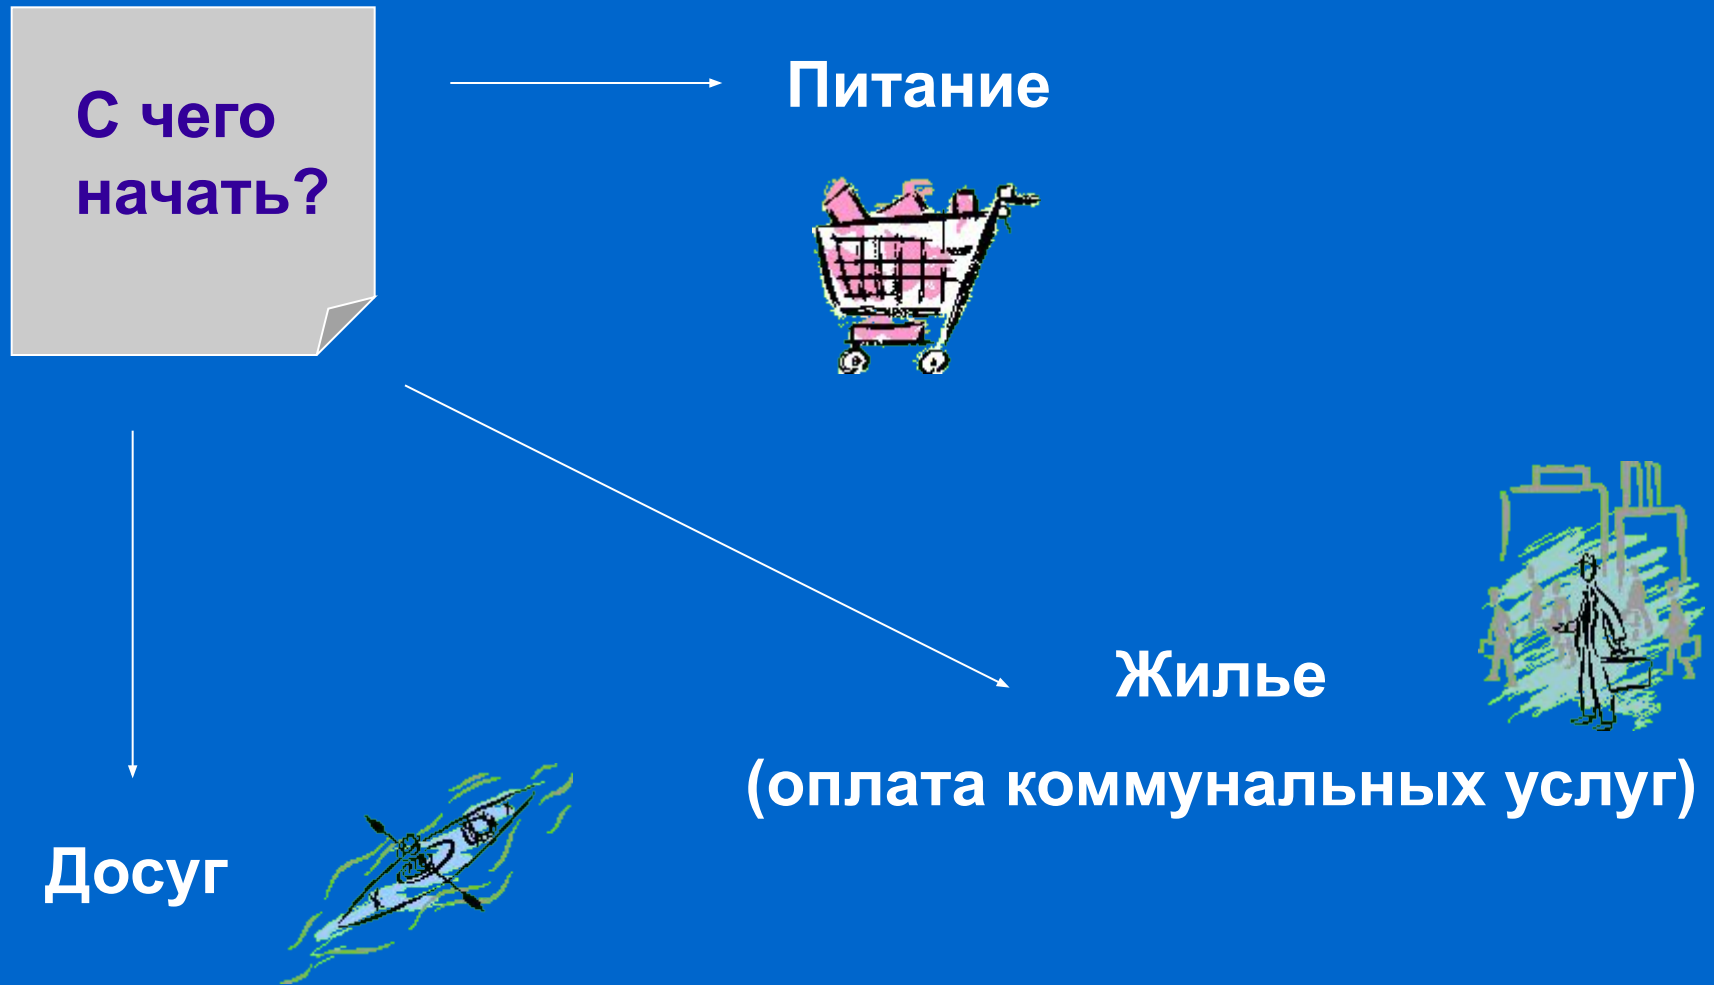 С чего
начать?
Питание
Жилье
(оплата коммунальных услуг)
Досуг